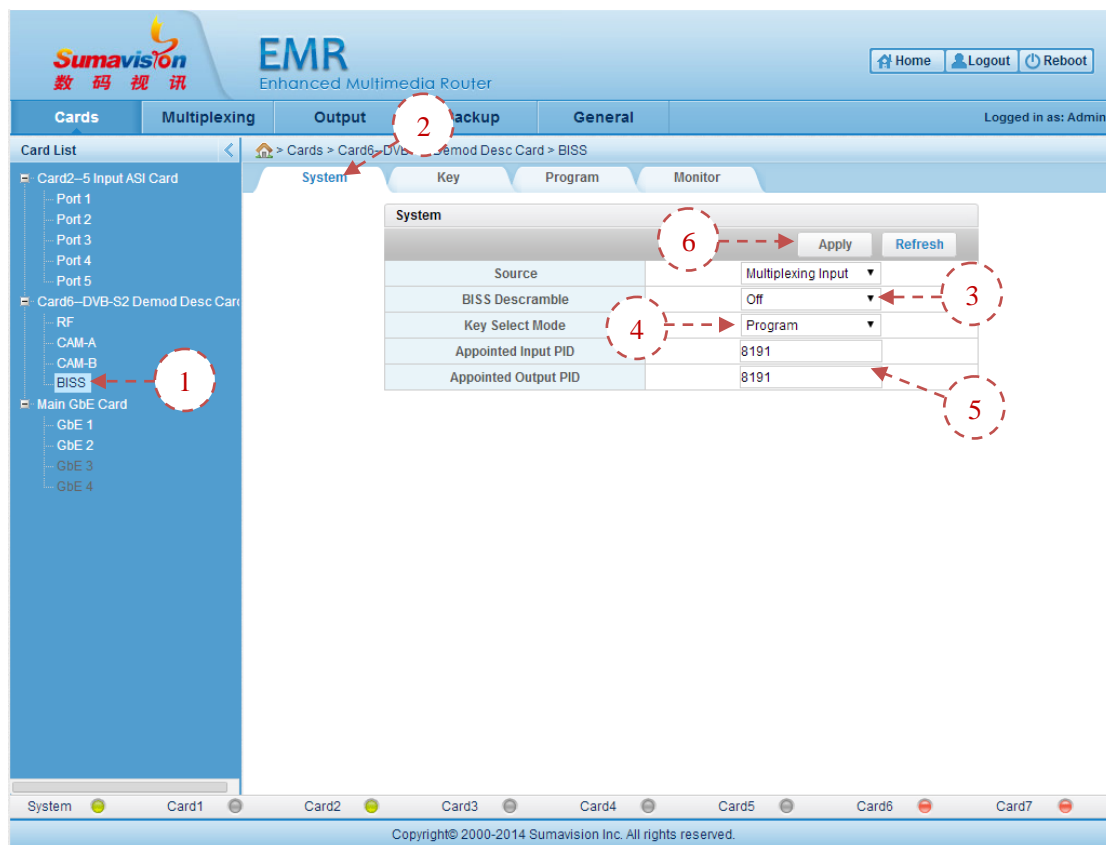 Sumavision
数码视讯
EMR
Enhanced Multimedia Router
Home Logout Reboot
Cards Multiplexing Output Backup General Logged in as: Admin
2
Card List
> Cards > Card6--DVB-S2 Demod Desc Card > BISS
System Key Program Monitor
Card2--5 Input ASI Card
Port 1
Port 2
Port 3
Port 4
Port 5
Card6--DVB-S2 Demod Desc Card
RF
CAM-A
CAM-B
BISS
1
Main GbE Card
GbE 1
GbE 2
GbE 3
GbE 4
System
6
Apply Refresh
Source Multiplexing Input
BISS Descramble Off
3
Key Select Mode Program
4
Appointed Input PID 8191
Appointed Output PID 8191
5
System Card1 Card2 Card3 Card4 Card5 Card6 Card7
Copyright© 2000-2014 Sumavision Inc. All rights reserved.